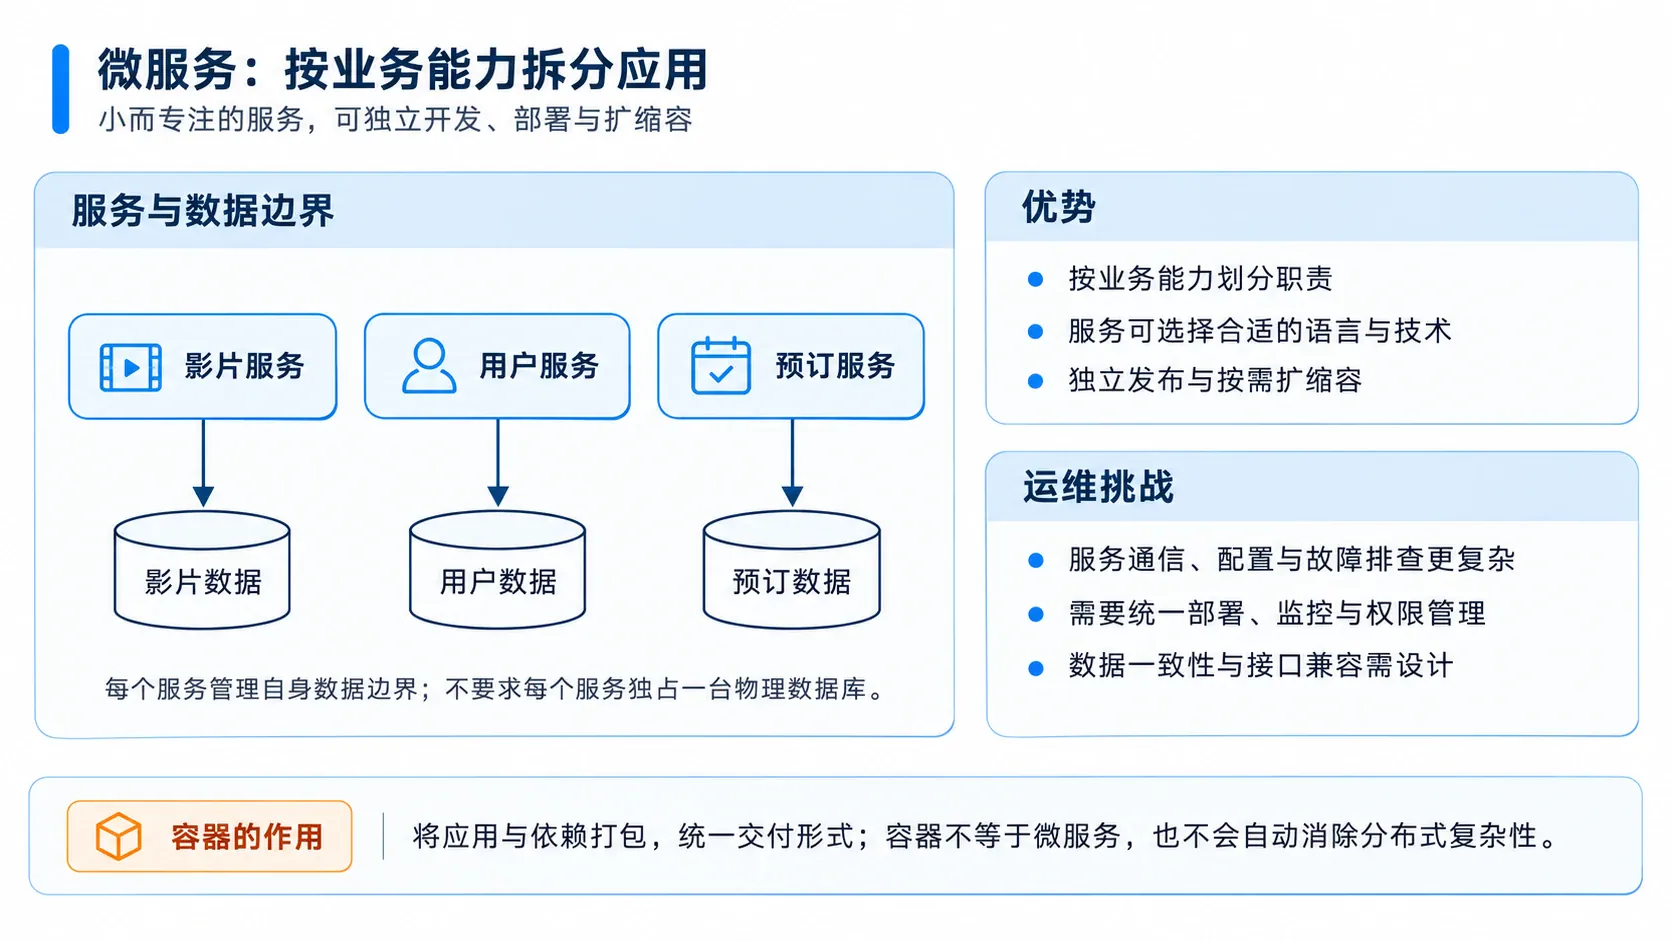 微服务：按业务能力拆分应用
小而专注的服务，可独立开发、部署与扩缩容
服务与数据边界
影片服务
用户服务
预订服务
影片数据
用户数据
预订数据
每个服务管理自身数据边界；不要求每个服务独占一台物理数据库。
优势
按业务能力划分职责
服务可选择合适的语言与技术
独立发布与按需扩缩容
运维挑战
服务通信、配置与故障排查更复杂
需要统一部署、监控与权限管理
数据一致性与接口兼容需设计
容器的作用
将应用与依赖打包，统一交付形式；容器不等于微服务，也不会自动消除分布式复杂性。